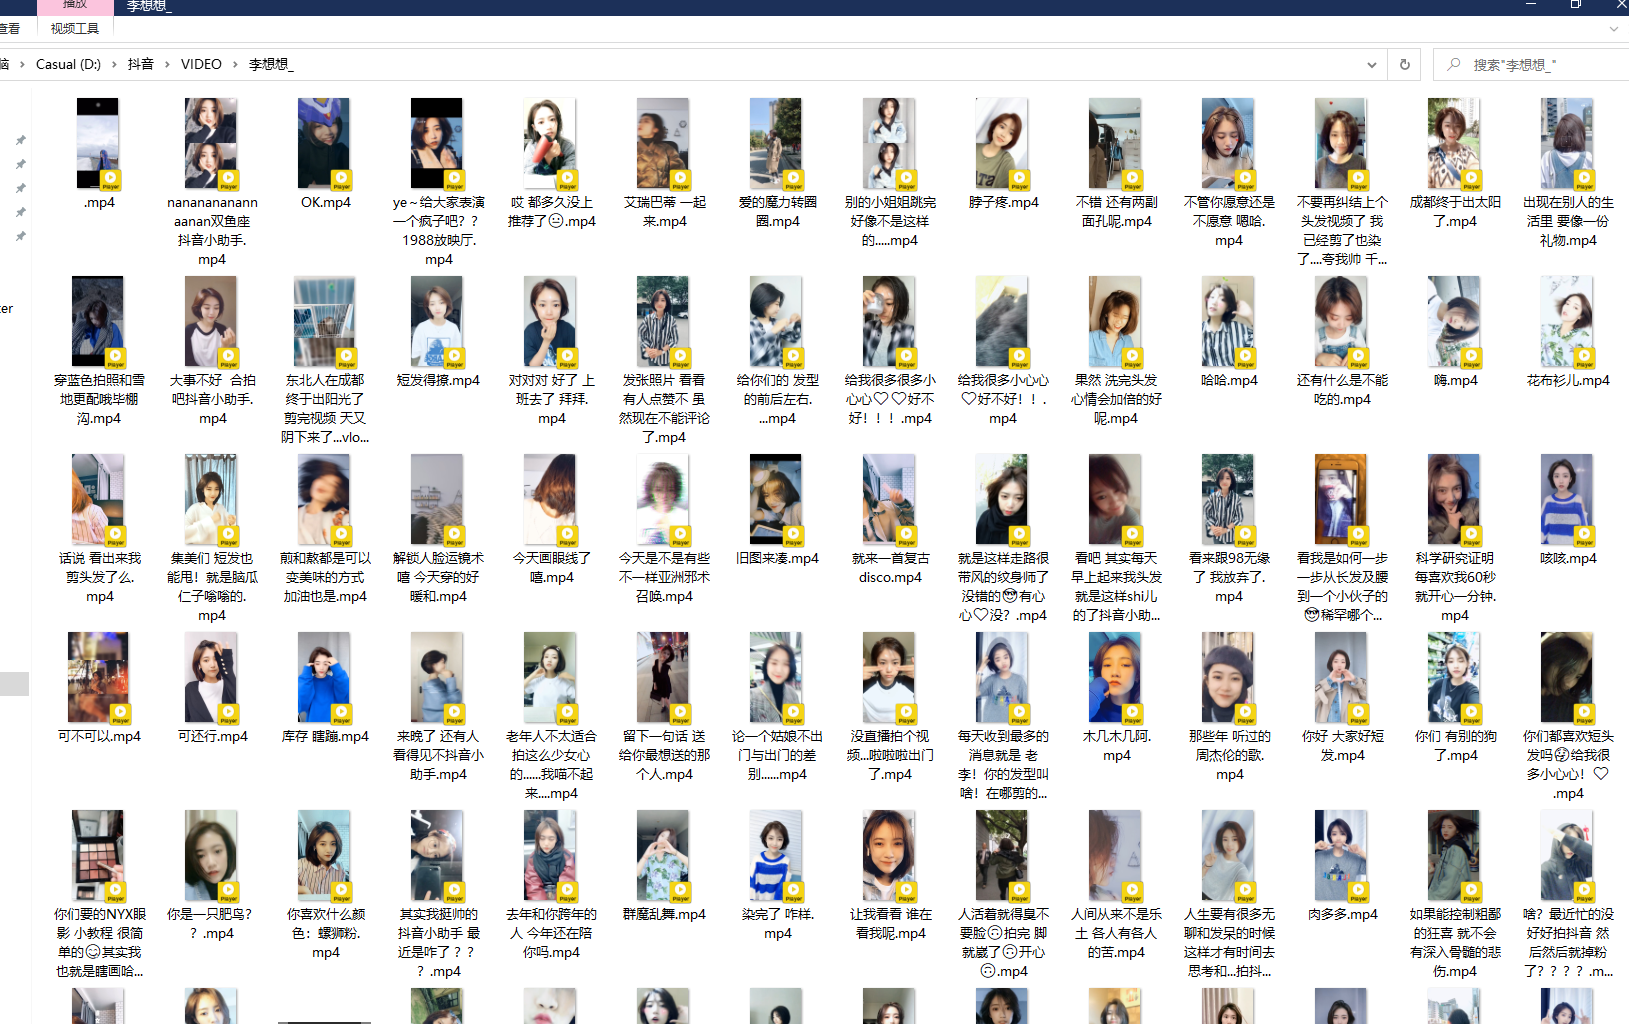 播放
李想想_
查看
视频工具
脑 › Casual (D:) › 抖音 › VIDEO › 李想想_
搜索"李想想_"
.mp4
nananananann
aanan双鱼座
抖音小助手.
mp4
OK.mp4
ye～给大家表演
一个疯子吧？？
1988放映厅.
mp4
哎 都多久没上
推荐了😐.mp4
艾瑞巴蒂 一起
来.mp4
爱的魔力转圈
圈.mp4
别的小姐姐跳完
好像不是这样
的.....mp4
脖子疼.mp4
不错 还有两副
面孔呢.mp4
不管你愿意还是
不愿意 嗯哈.
mp4
不要再纠结上个
头发视频了 我
已经剪了也染
了....夸我帅 千...
成都终于出太阳
了.mp4
出现在别人的生
活里 要像一份
礼物.mp4
ter
穿蓝色拍照和雪
地更配哦毕棚
沟.mp4
大事不好 合拍
吧抖音小助手.
mp4
东北人在成都
终于出阳光了
剪完视频 天又
阴下来了...vlo...
短发得撩.mp4
对对对 好了 上
班去了 拜拜.
mp4
发张照片 看看
有人点赞不 虽
然现在不能评论
了.mp4
给你们的 发型
的前后左右.
...mp4
给我很多很多小
心心♡♡好不
好！！！.mp4
给我很多小心心
♡好不好！！.
mp4
果然 洗完头发
心情会加倍的好
呢.mp4
哈哈.mp4
还有什么是不能
吃的.mp4
嗨.mp4
花布衫儿.mp4
话说 看出来我
剪头发了么.
mp4
集美们 短发也
能甩！就是脑瓜
仁子嗡嗡的.
mp4
煎和熬都是可以
变美味的方式
加油也是.mp4
解锁人脸运镜术
嘻 今天穿的好
暖和.mp4
今天画眼线了
嘻.mp4
今天是不是有些
不一样亚洲邪术
召唤.mp4
旧图来凑.mp4
就来一首复古
disco.mp4
就是这样走路很
带风的纹身师了
没错的😎有心
心♡没？.mp4
看吧 其实每天
早上起来我头发
就是这样shi儿
的了抖音小助...
看来跟98无缘
了 我放弃了.
mp4
看我是如何一步
一步从长发及腰
到一个小伙子的
😎稀罕哪个...
科学研究证明
每喜欢我60秒
就开心一分钟.
mp4
咳咳.mp4
可不可以.mp4
可还行.mp4
库存 瞎蹦.mp4
来晚了 还有人
看得见不抖音小
助手.mp4
老年人不太适合
拍这么少女心
的......我喵不起
来....mp4
留下一句话 送
给你最想送的那
个人.mp4
论一个姑娘不出
门与出门的差
别......mp4
没直播拍个视
频...啦啦啦出门
了.mp4
每天收到最多的
消息就是 老
李！你的发型叫
啥！在哪剪的...
木几木几阿.
mp4
那些年 听过的
周杰伦的歌.
mp4
你好 大家好短
发.mp4
你们 有别的狗
了.mp4
你们都喜欢短头
发吗😰给我很
多小心心！♡
.mp4
你们要的NYX眼
影 小教程 很简
单的😋其实我
也就是瞎画哈...
你是一只肥鸟？
？.mp4
你喜欢什么颜
色：螺狮粉.
mp4
其实我挺帅的
抖音小助手 最
近是咋了？？
？.mp4
去年和你跨年的
人 今年还在陪
你吗.mp4
群魔乱舞.mp4
染完了 咋样.
mp4
让我看看 谁在
看我呢.mp4
人活着就得臭不
要脸🙃拍完 脚
就崴了🙃开心
🙃.mp4
人间从来不是乐
土 各人有各人
的苦.mp4
人生要有很多无
聊和发呆的时候
这样才有时间去
思考和...拍抖...
肉多多.mp4
如果能控制粗鄙
的狂喜 就不会
有深入骨髓的悲
伤.mp4
啥？最近忙的没
好好拍抖音 然
后然后就掉粉
了？？？？.m...